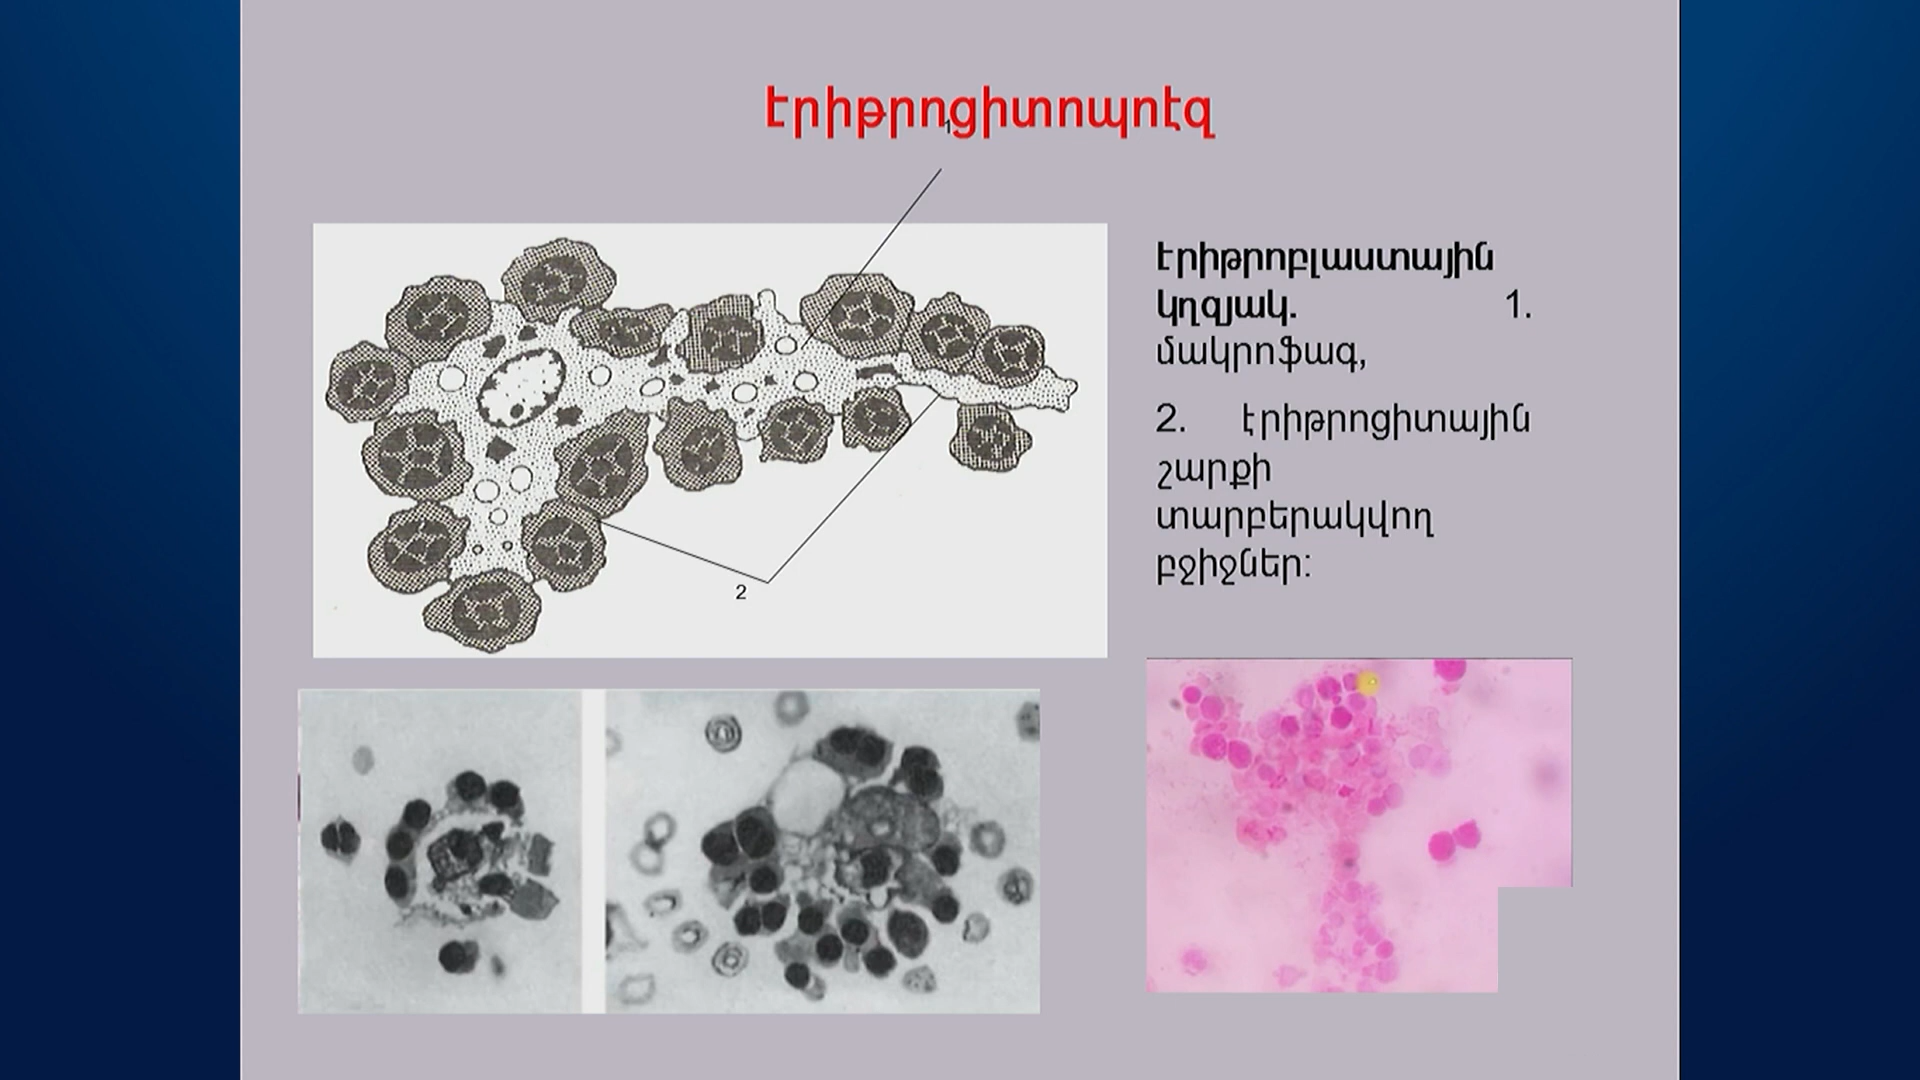 էրիթրոցիտոպոէզ
1
էրիթրոբլաստային
կղզյակ. 1.
մակրոֆագ,
2. էրիթրոցիտային
շարքի
տարբերակվող
բջիջներ:
2